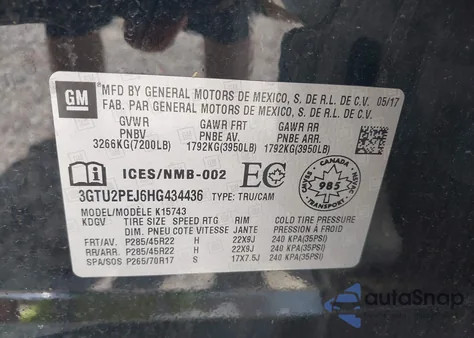 GM
MFD BY GENERAL MOTORS DE MEXICO, S. DE R.L. DE C.V. 05/17
FAB. PAR GENERAL MOTORS DE MEXICO, S. DE R.L. DE C.V.
GVWR GAWR FRT GAWR RR
PNBV PNBE AV. PNBE ARR.
3266KG(7200LB) 1792KG(3950LB) 1792KG(3950LB)
ICES/NMB-002 EC
CANADA
985
TRANSPORT
3GTU2PEJ6HG434436 TYPE: TRU/CAM
MODEL/MODÈLE K15743
KDGV TIRE SIZE SPEED RTG RIM COLD TIRE PRESSURE
DIM. PNEU COTE VITESSE JANTE PRESS. DES PNEUS À FROID
FRT/AV. P285/45R22 H 22X9J 240 KPA(35PSI)
RR/ARR. P285/45R22 H 22X9J 240 KPA(35PSI)
SPA/SOS P265/70R17 S 17X7.5J 240 KPA(35PSI)
autoSnap